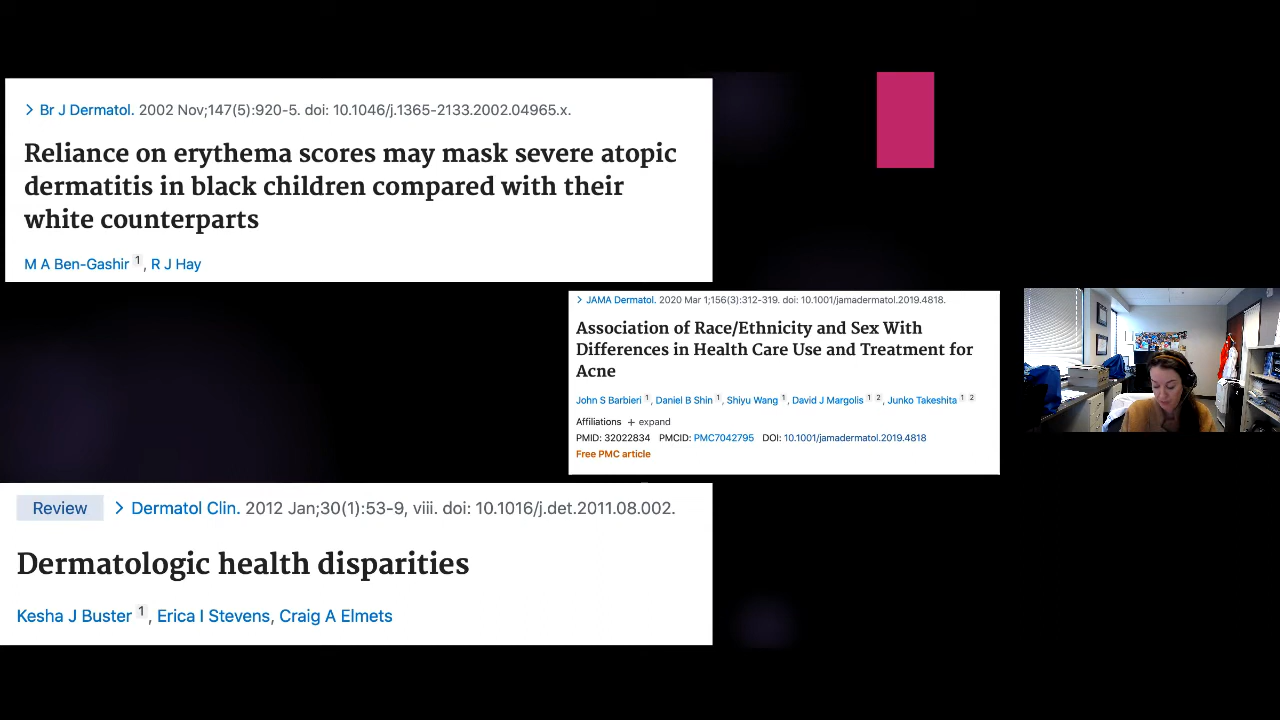 > Br J Dermatol. 2002 Nov;147(5):920-5. doi: 10.1046/j.1365-2133.2002.04965.x.
Reliance on erythema scores may mask severe atopic
dermatitis in black children compared with their
white counterparts
M A Ben-Gashir 1, R J Hay
> JAMA Dermatol. 2020 Mar 1;156(3):312-319. doi: 10.1001/jamadermatol.2019.4818.
Association of Race/Ethnicity and Sex With
Differences in Health Care Use and Treatment for
Acne
John S Barbieri 1, Daniel B Shin 1, Shiyu Wang 1, David J Margolis 1 2, Junko Takeshita 1 2
Affiliations + expand
PMID: 32022834 PMCID: PMC7042795 DOI: 10.1001/jamadermatol.2019.4818
Free PMC article
Review > Dermatol Clin. 2012 Jan;30(1):53-9, viii. doi: 10.1016/j.det.2011.08.002.
Dermatologic health disparities
Kesha J Buster 1, Erica I Stevens, Craig A Elmets